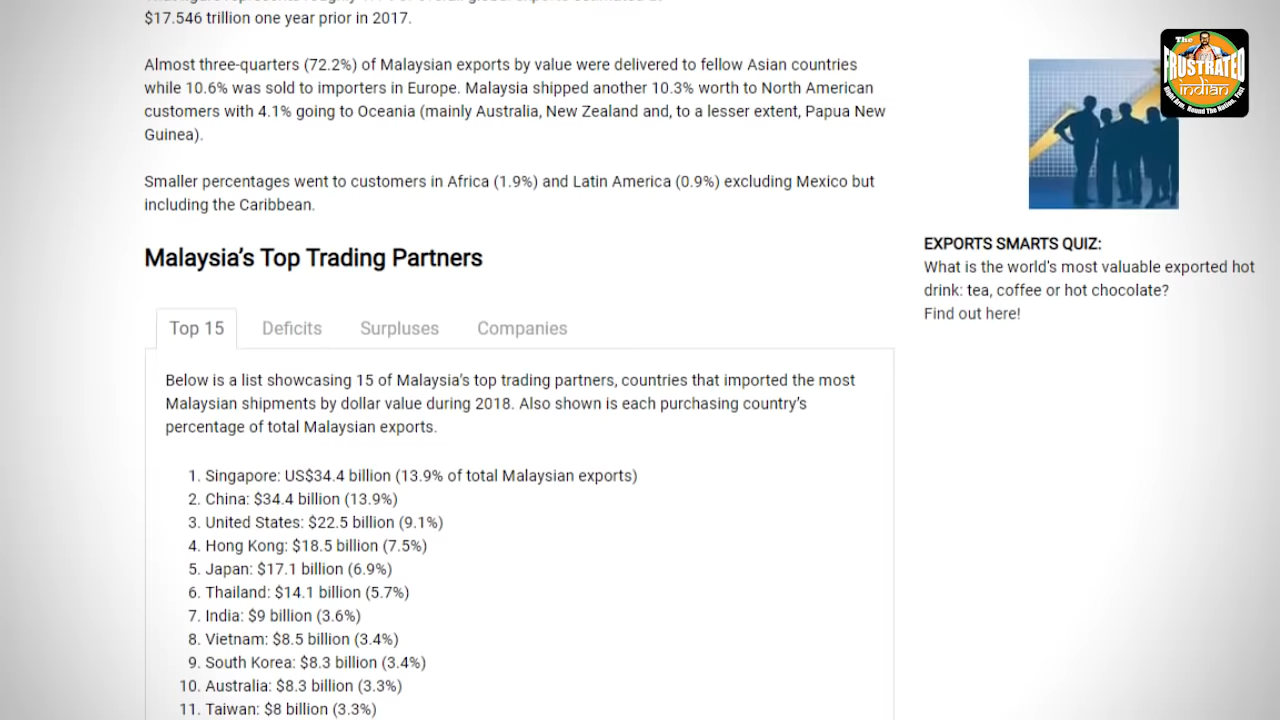 $17.546 trillion one year prior in 2017.
Almost three-quarters (72.2%) of Malaysian exports by value were delivered to fellow Asian countries
while 10.6% was sold to importers in Europe. Malaysia shipped another 10.3% worth to North American
customers with 4.1% going to Oceania (mainly Australia, New Zealand and, to a lesser extent, Papua New
Guinea).
Smaller percentages went to customers in Africa (1.9%) and Latin America (0.9%) excluding Mexico but
including the Caribbean.
Malaysia's Top Trading Partners
Top 15 Deficits Surpluses Companies
Below is a list showcasing 15 of Malaysia's top trading partners, countries that imported the most
Malaysian shipments by dollar value during 2018. Also shown is each purchasing country's
percentage of total Malaysian exports.
1. Singapore: US$34.4 billion (13.9% of total Malaysian exports)
2. China: $34.4 billion (13.9%)
3. United States: $22.5 billion (9.1%)
4. Hong Kong: $18.5 billion (7.5%)
5. Japan: $17.1 billion (6.9%)
6. Thailand: $14.1 billion (5.7%)
7. India: $9 billion (3.6%)
8. Vietnam: $8.5 billion (3.4%)
9. South Korea: $8.3 billion (3.4%)
10. Australia: $8.3 billion (3.3%)
11. Taiwan: $8 billion (3.3%)
The
FRUSTRATED
indian
Right Arm, Round The Nation, Fast
EXPORTS SMARTS QUIZ:
What is the world's most valuable exported hot
drink: tea, coffee or hot chocolate?
Find out here!